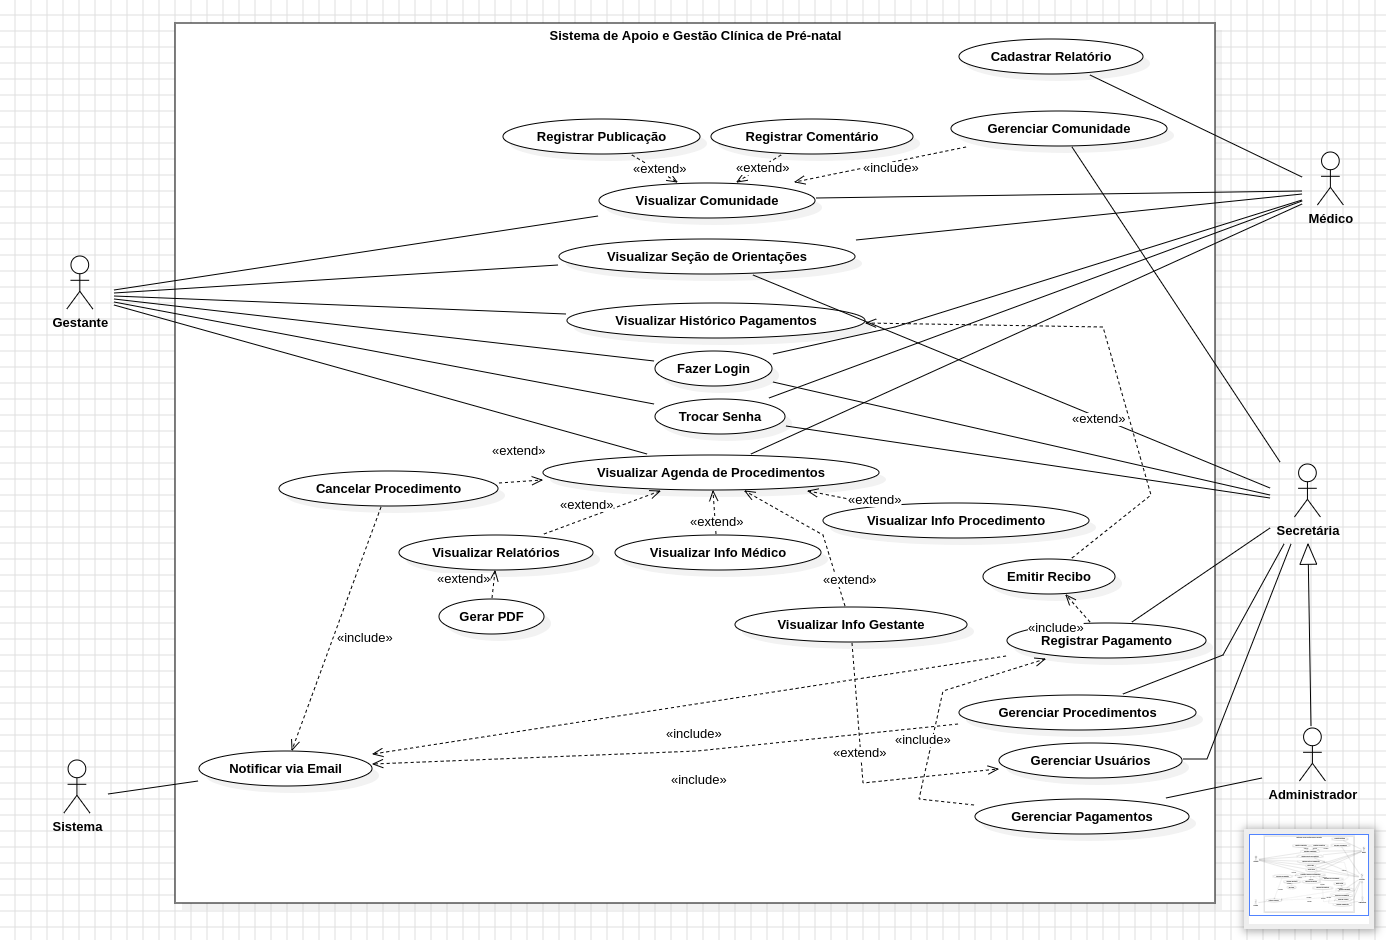 Sistema de Apoio e Gestão Clínica de Pré-natal
Cadastrar Relatório
Registrar Publicação
Registrar Comentário
Gerenciar Comunidade
«extend»
«extend»
«include»
Visualizar Comunidade
Médico
Visualizar Seção de Orientações
Gestante
Visualizar Histórico Pagamentos
Fazer Login
Trocar Senha
«extend»
«extend»
Visualizar Agenda de Procedimentos
Cancelar Procedimento
«extend»
«extend»
«extend»
Visualizar Info Procedimento
Secretária
Visualizar Relatórios
Visualizar Info Médico
«extend»
«extend»
Emitir Recibo
Gerar PDF
Visualizar Info Gestante
«include»
«include»
Registrar Pagamento
Gerenciar Procedimentos
«include»
«include»
«extend»
Gerenciar Usuários
Notificar via Email
«include»
Administrador
Gerenciar Pagamentos
Sistema